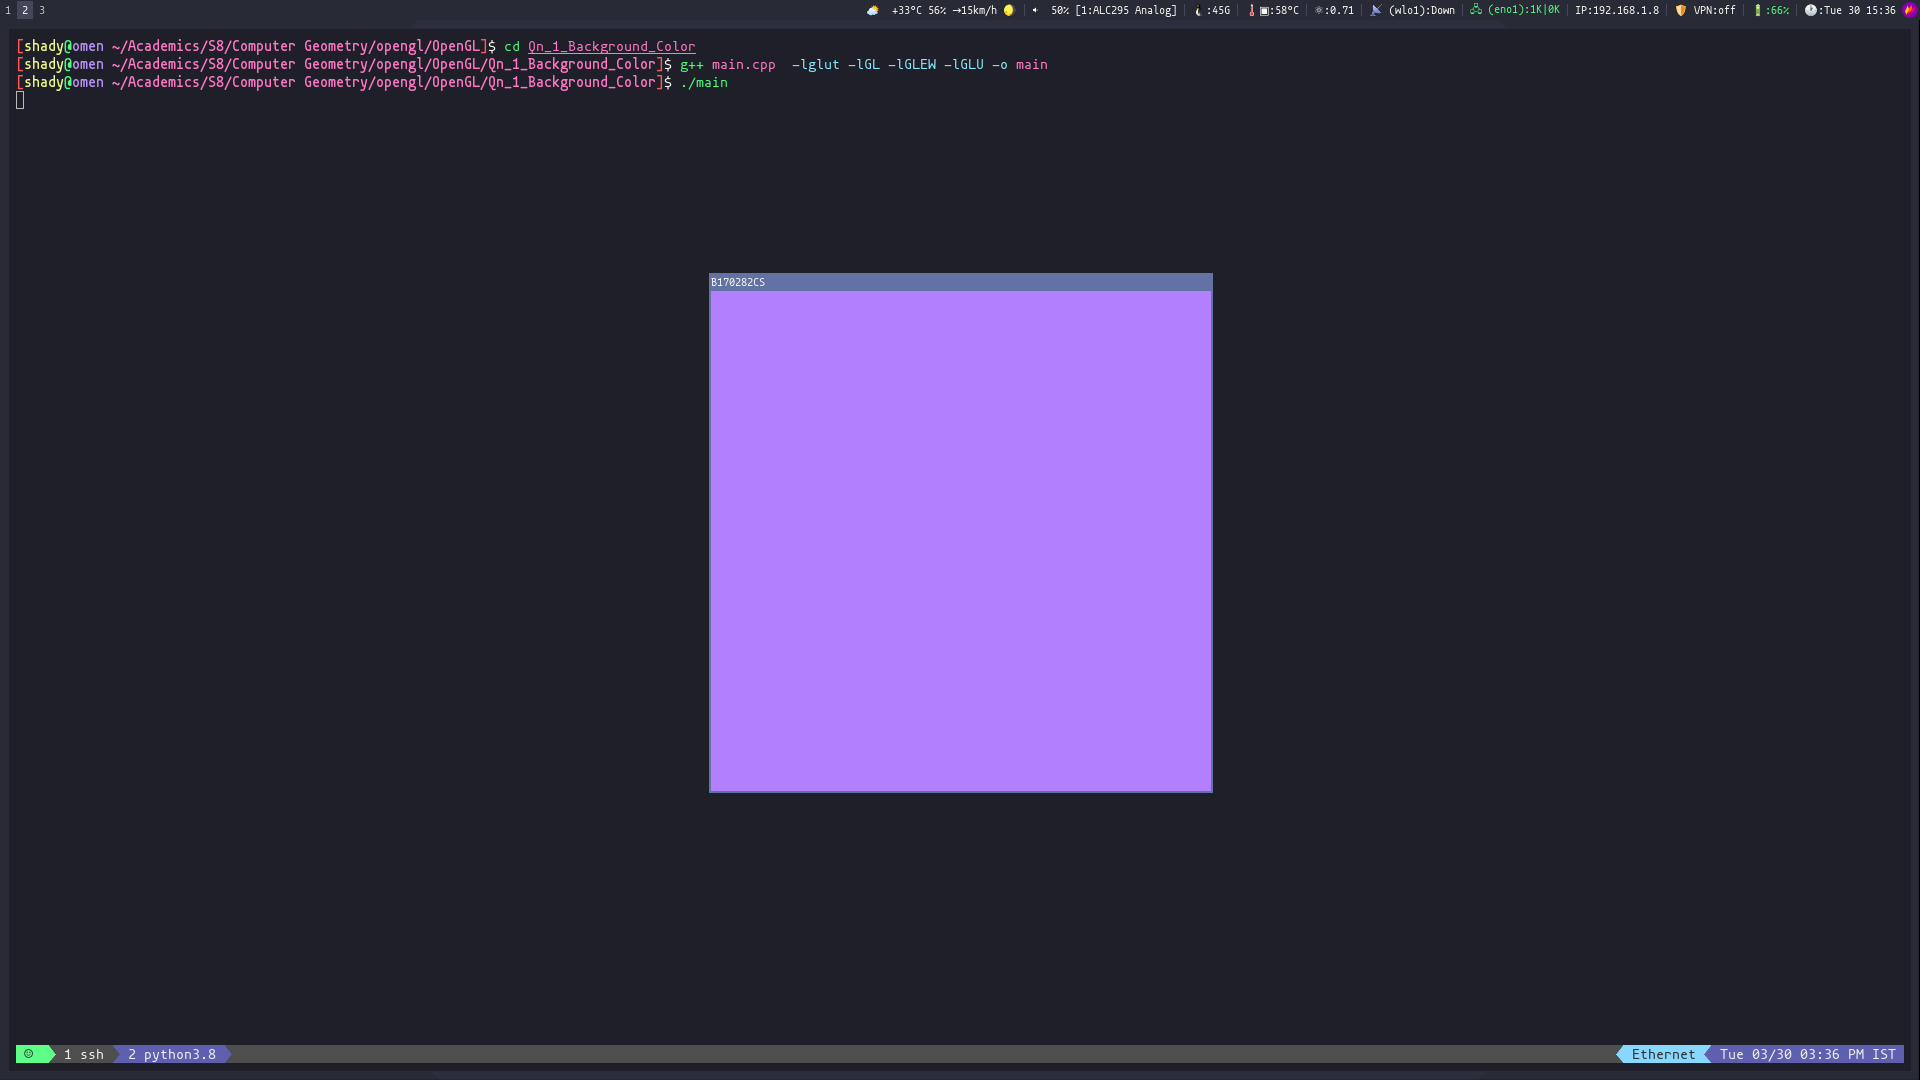 1 2 3 +33°C 56% →15km/h 50% [1:ALC295 Analog] :45G :58°C :0.71 (wlo1):Down (eno1):1K|0K IP:192.168.1.8 VPN:off :66% :Tue 30 15:36
[shady@omen ~/Academics/S8/Computer Geometry/opengl/OpenGL]$ cd Qn_1_Background_Color
[shady@omen ~/Academics/S8/Computer Geometry/opengl/OpenGL/Qn_1_Background_Color]$ g++ main.cpp  -lglut -lGL -lGLEW -lGLU -o main
[shady@omen ~/Academics/S8/Computer Geometry/opengl/OpenGL/Qn_1_Background_Color]$ ./main
B170282CS
1 ssh 2 python3.8 Ethernet Tue 03/30 03:36 PM IST